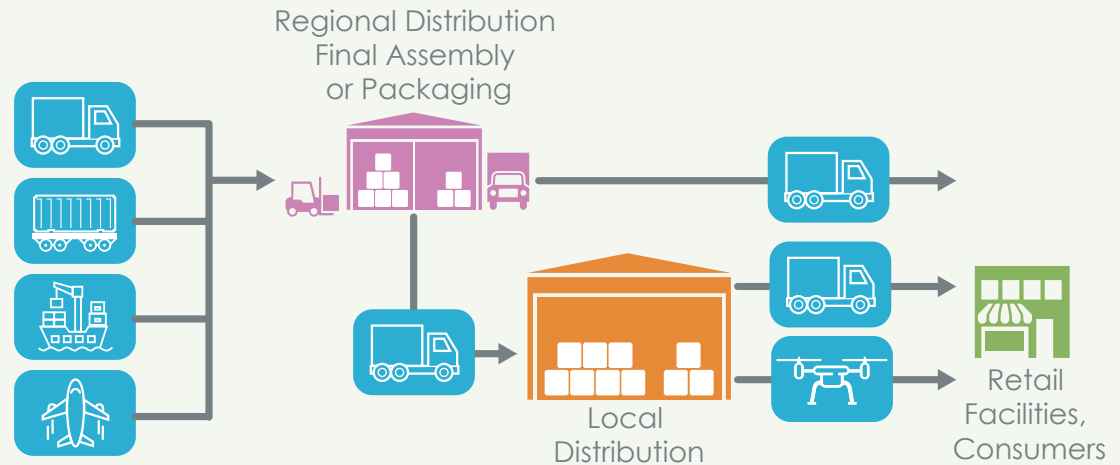 Regional Distribution
Final Assembly
or Packaging
Local
Distribution
Retail
Facilities,
Consumers